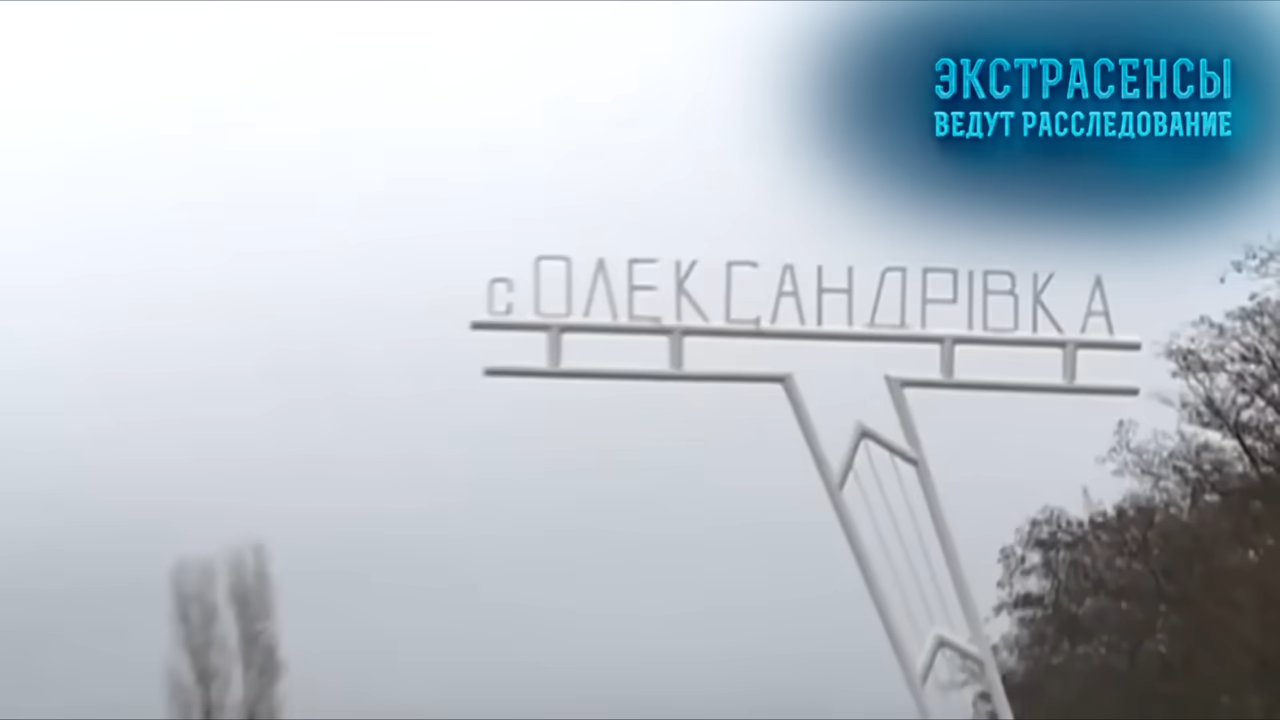 ЭКСТРАСЕНСЫ
ВЕДУТ РАССЛЕДОВАНИЕ
с ОЛЕКСАНДРІВКА